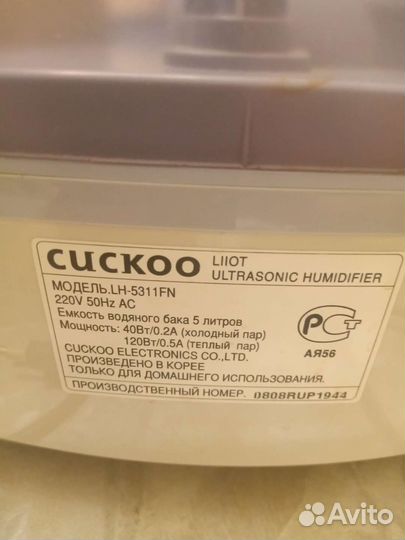 CUCKOO LIIOT
ULTRASONIC HUMIDIFIER
МОДЕЛЬ.LH-5311FN
220V 50Hz AC
Емкость водяного бака 5 литров
Мощность: 40Вт/0.2А (холодный пар)
120Вт/0.5А (теплый пар)
CUCKOO ELECTRONICS CO.,LTD.
ПРОИЗВЕДЕНО В КОРЕЕ
ТОЛЬКО ДЛЯ ДОМАШНЕГО ИСПОЛЬЗОВАНИЯ
ПРОИЗВОДСТВЕННЫЙ НОМЕР. 0808RUP1944
РСТ
АЯ56
Avito